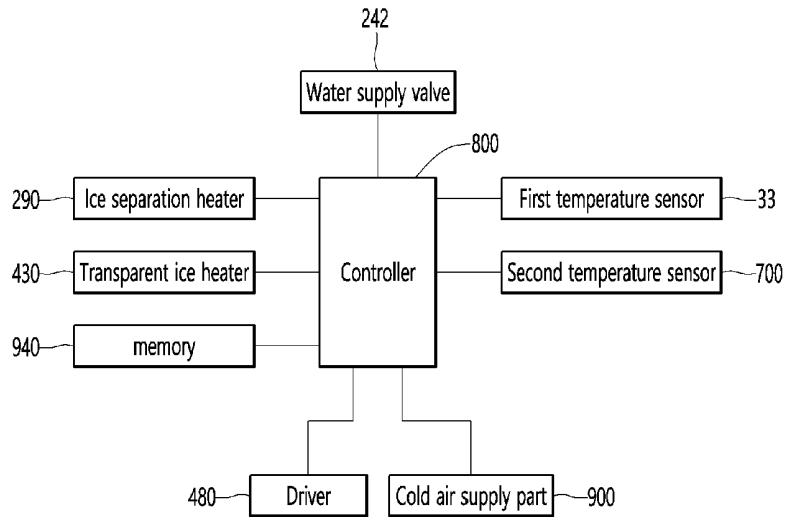 242
Water supply valve
800
290 Ice separation heater
First temperature sensor 33
430 Transparent ice heater
Controller
Second temperature sensor 700
940 memory
480 Driver
Cold air supply part 900